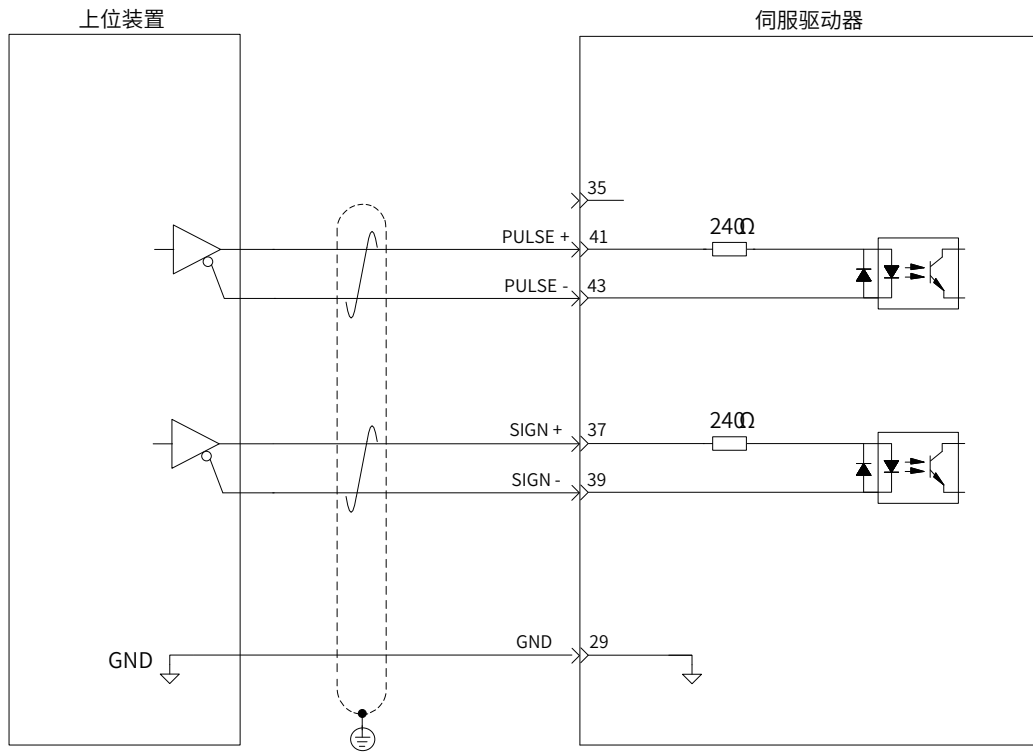 上位装置
伺服驱动器
35
PULSE +
41
240Ω
PULSE -
43
SIGN +
37
240Ω
SIGN -
39
GND
GND
29